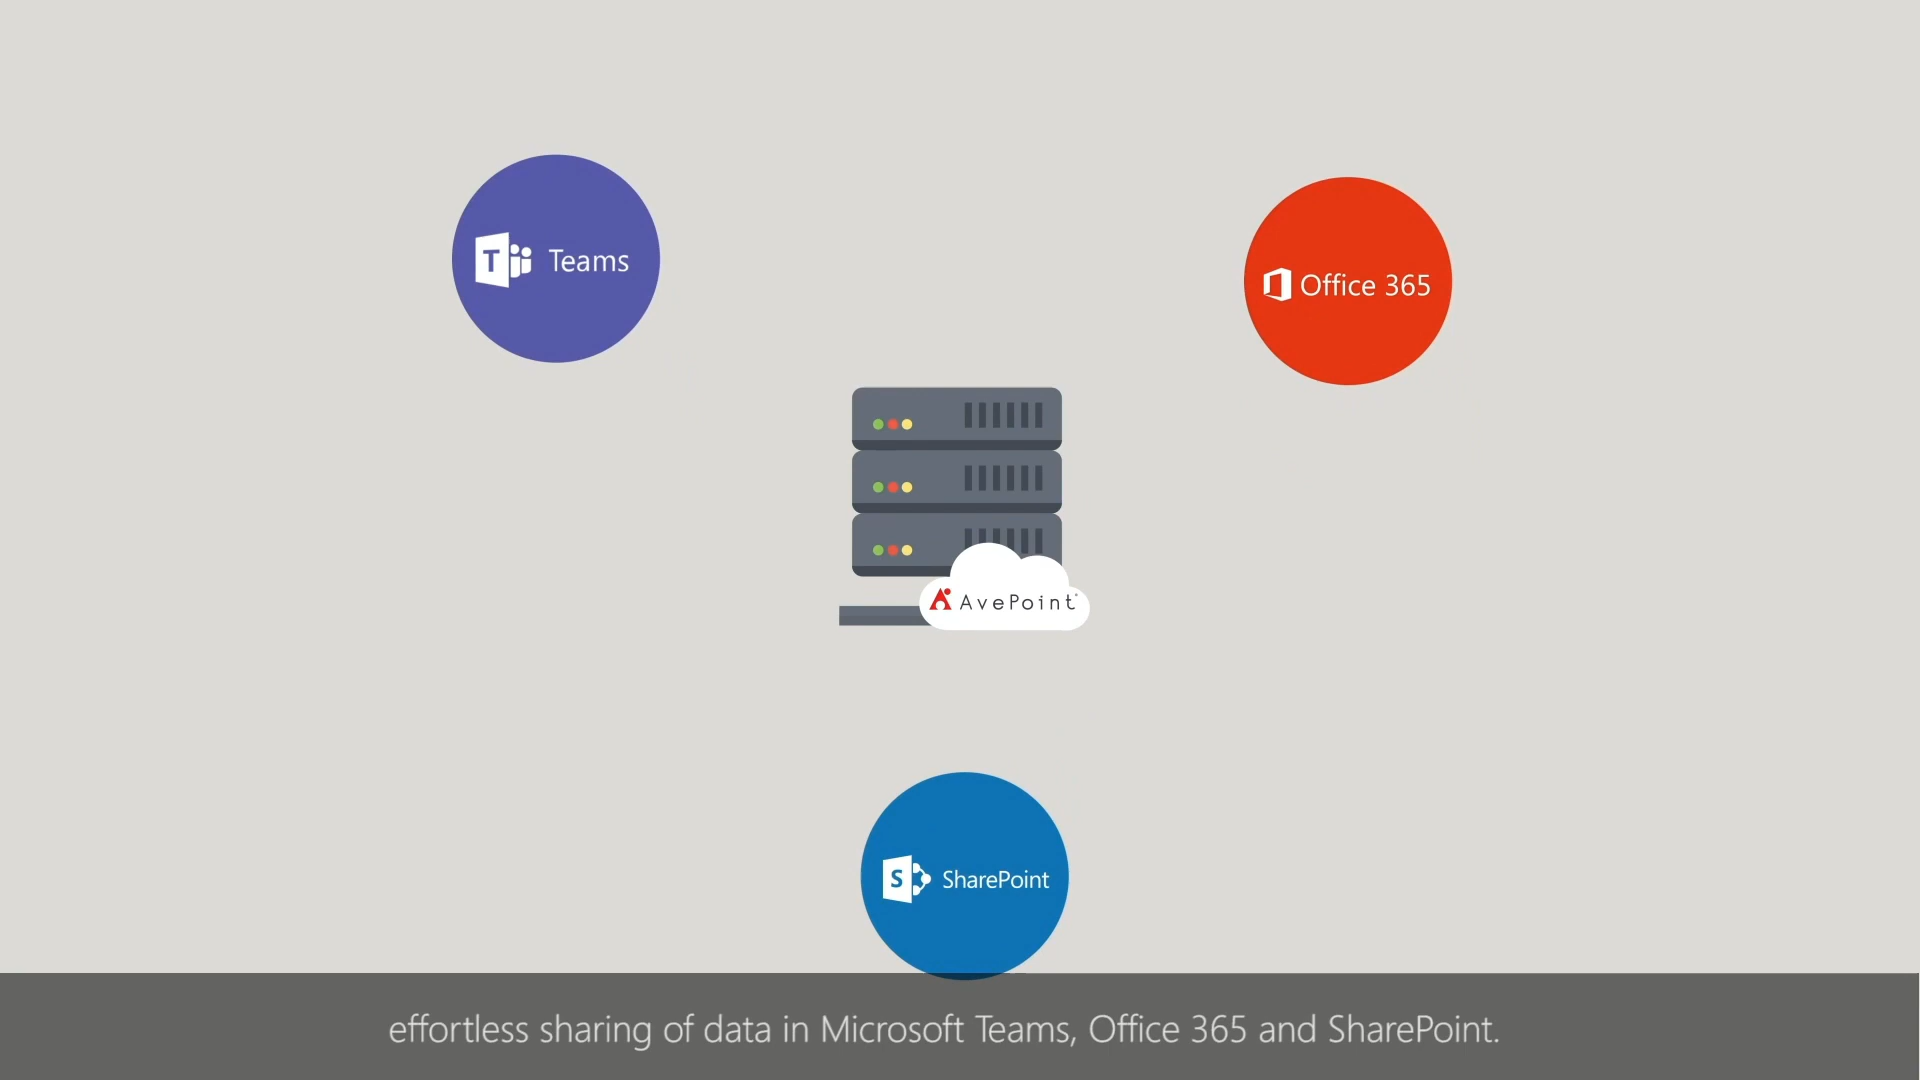 Teams
Office 365
AvePoint
SharePoint
effortless sharing of data in Microsoft Teams, Office 365 and SharePoint.